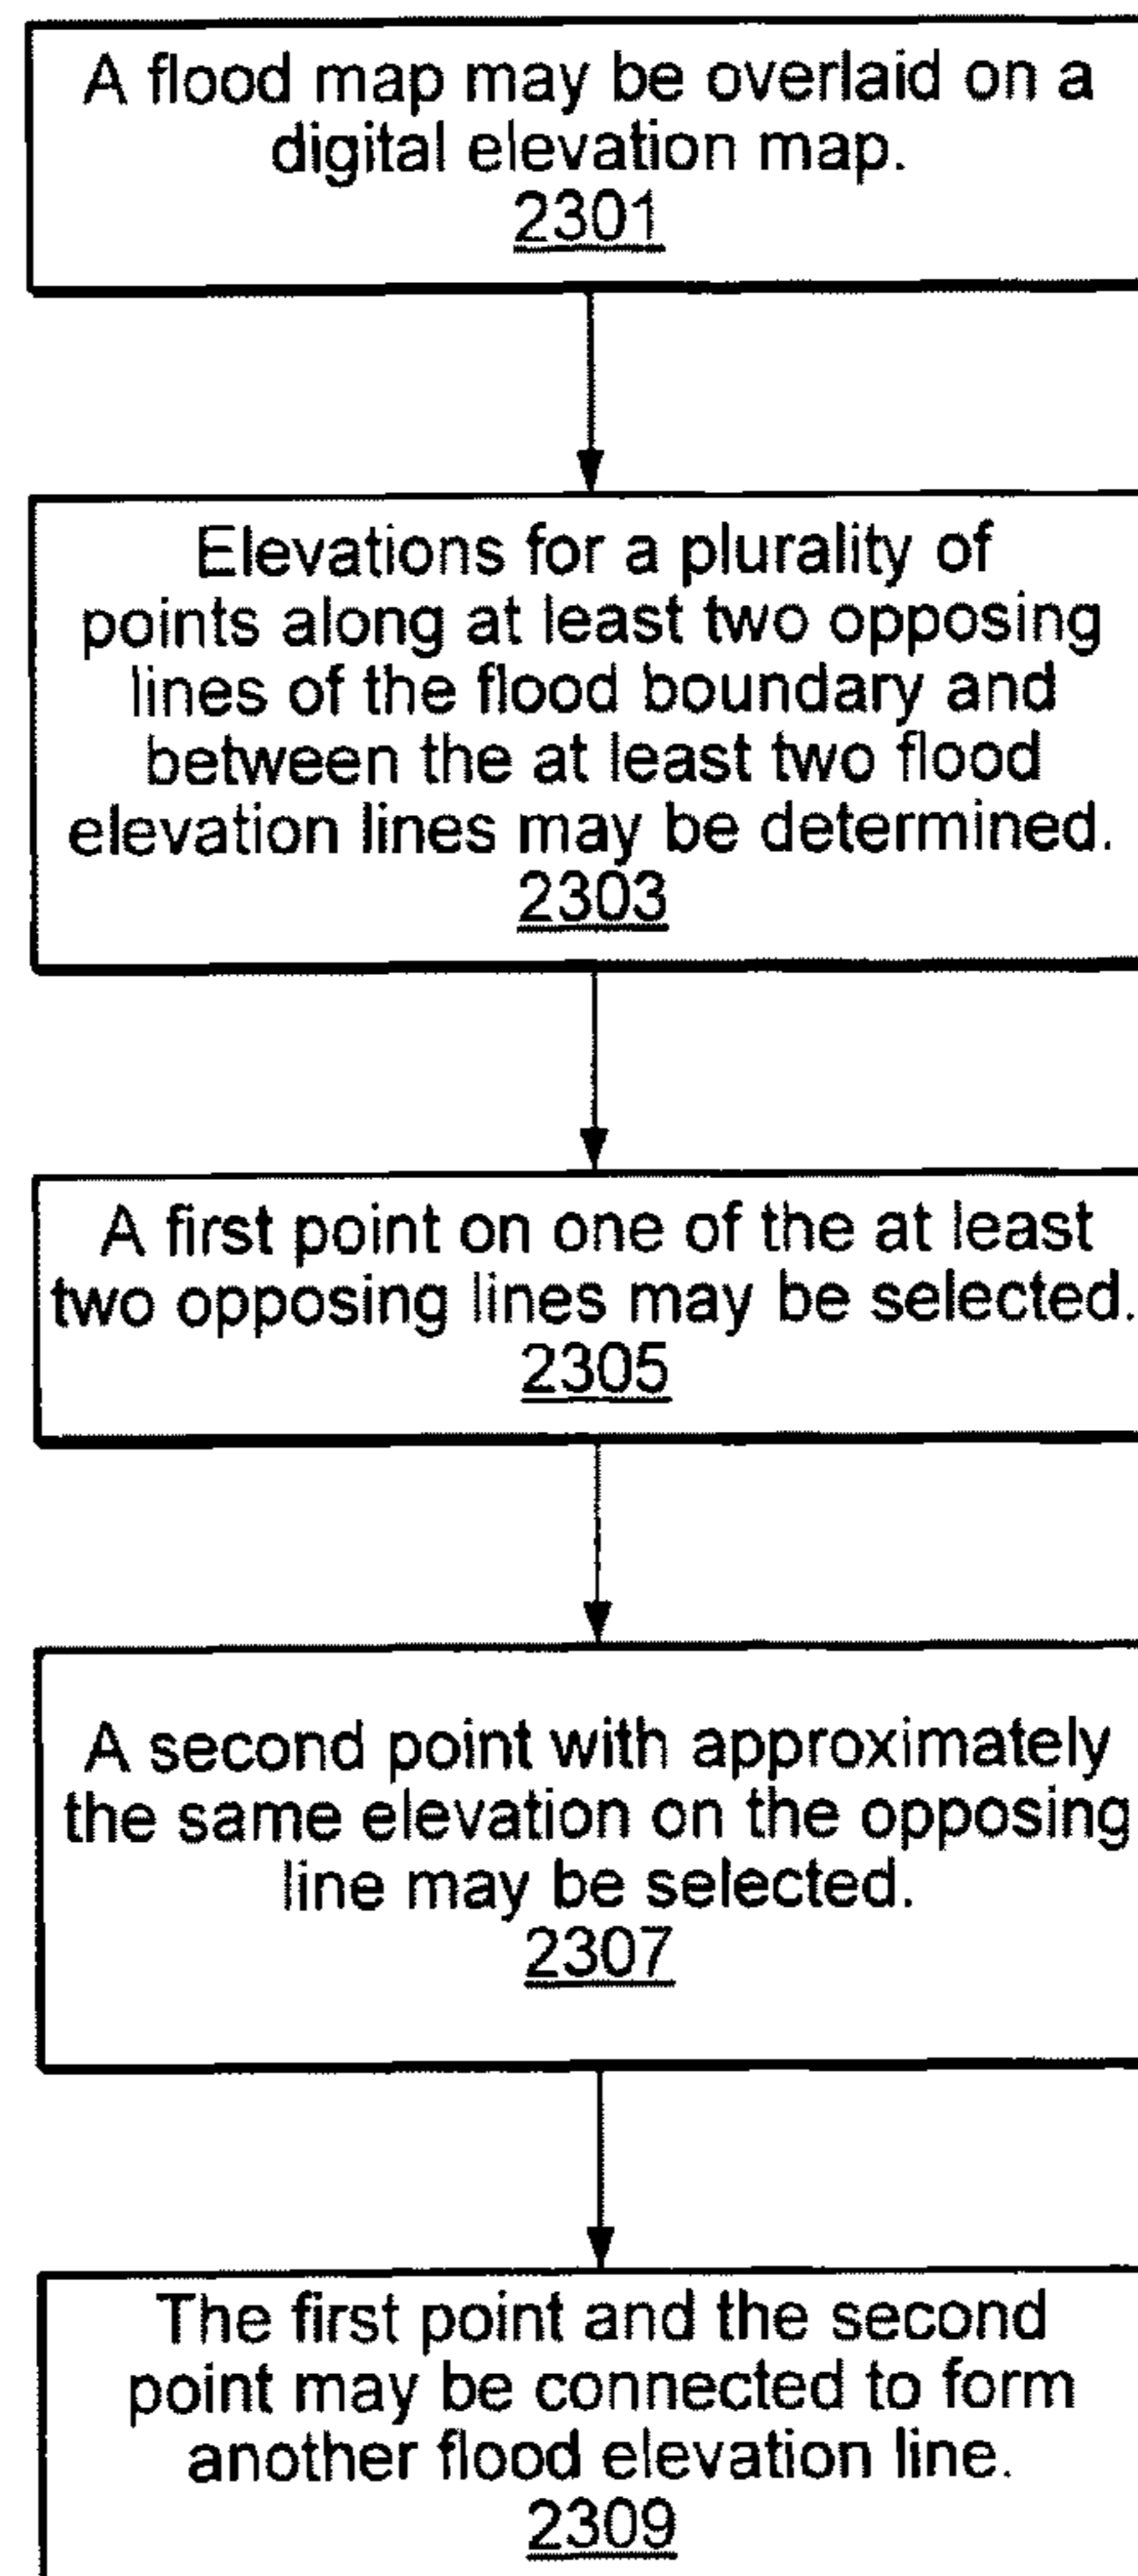 A flood map may be overlaid on a
digital elevation map.
2301
Elevations for a plurality of
points along at least two opposing
lines of the flood boundary and
between the at least two flood
elevation lines may be determined.
2303
A first point on one of the at least
two opposing lines may be selected.
2305
A second point with approximately
the same elevation on the opposing
line may be selected.
2307
The first point and the second
point may be connected to form
another flood elevation line.
2309